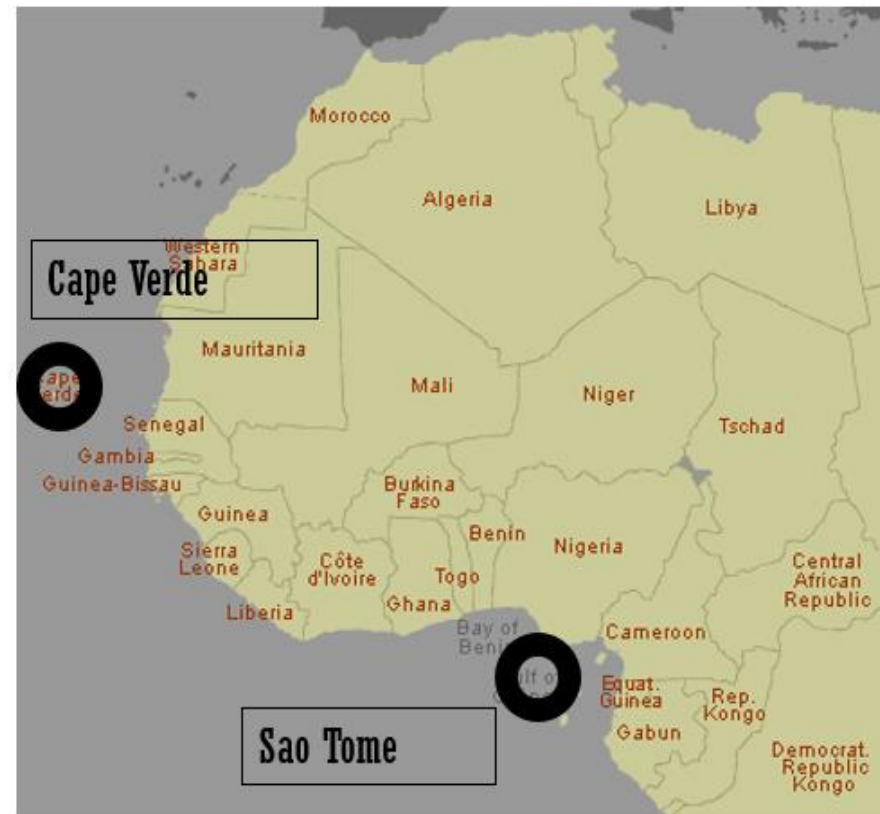 Morocco
Algeria
Libya
Western
Sahara
Cape Verde
Mauritania
Mali
Niger
Tschad
Senegal
Gambia
Guinea-Bissau
Burkina
Faso
Guinea
Benin
Nigeria
Sierra
Leone
Côte
d'Ivoire
Togo
Ghana
Liberia
Central
African
Republic
Bay of
Cameroon
Equat.
Guinea
Rep.
Kongo
Gabun
Sao Tome
Democrat.
Republic
Kongo